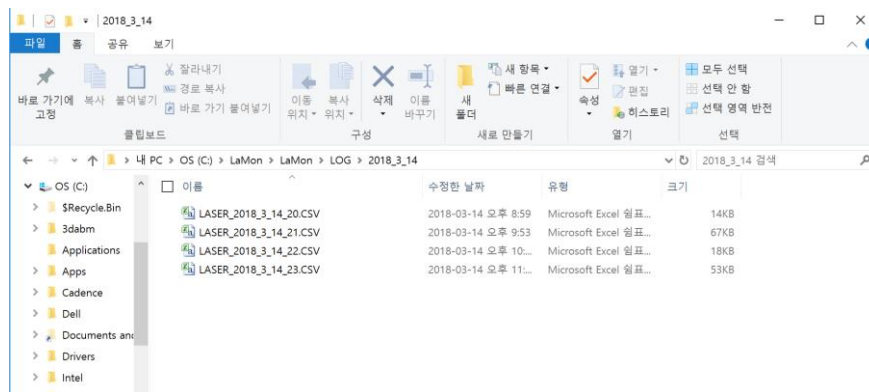 2018_3_14
파일 홈 공유 보기
바로 가기에 고정
복사
붙여넣기
잘라내기
경로 복사
바로 가기 붙여넣기
클립보드
이동 위치
복사 위치
삭제
이름 바꾸기
구성
새 폴더
새 항목
빠른 연결
새로 만들기
속성
열기
편집
히스토리
열기
모두 선택
선택 안 함
선택 영역 반전
선택
내 PC > OS (C:) > LaMon > LaMon > LOG > 2018_3_14
2018_3_14 검색
OS (C:)
$Recycle.Bin
3dabm
Applications
Apps
Cadence
Dell
Documents and
Drivers
Intel
이름 수정한 날짜 유형 크기
LASER_2018_3_14_20.CSV 2018-03-14 오후 8:59 Microsoft Excel 쉼표... 14KB
LASER_2018_3_14_21.CSV 2018-03-14 오후 9:53 Microsoft Excel 쉼표... 67KB
LASER_2018_3_14_22.CSV 2018-03-14 오후 10:... Microsoft Excel 쉼표... 18KB
LASER_2018_3_14_23.CSV 2018-03-14 오후 11:... Microsoft Excel 쉼표... 53KB